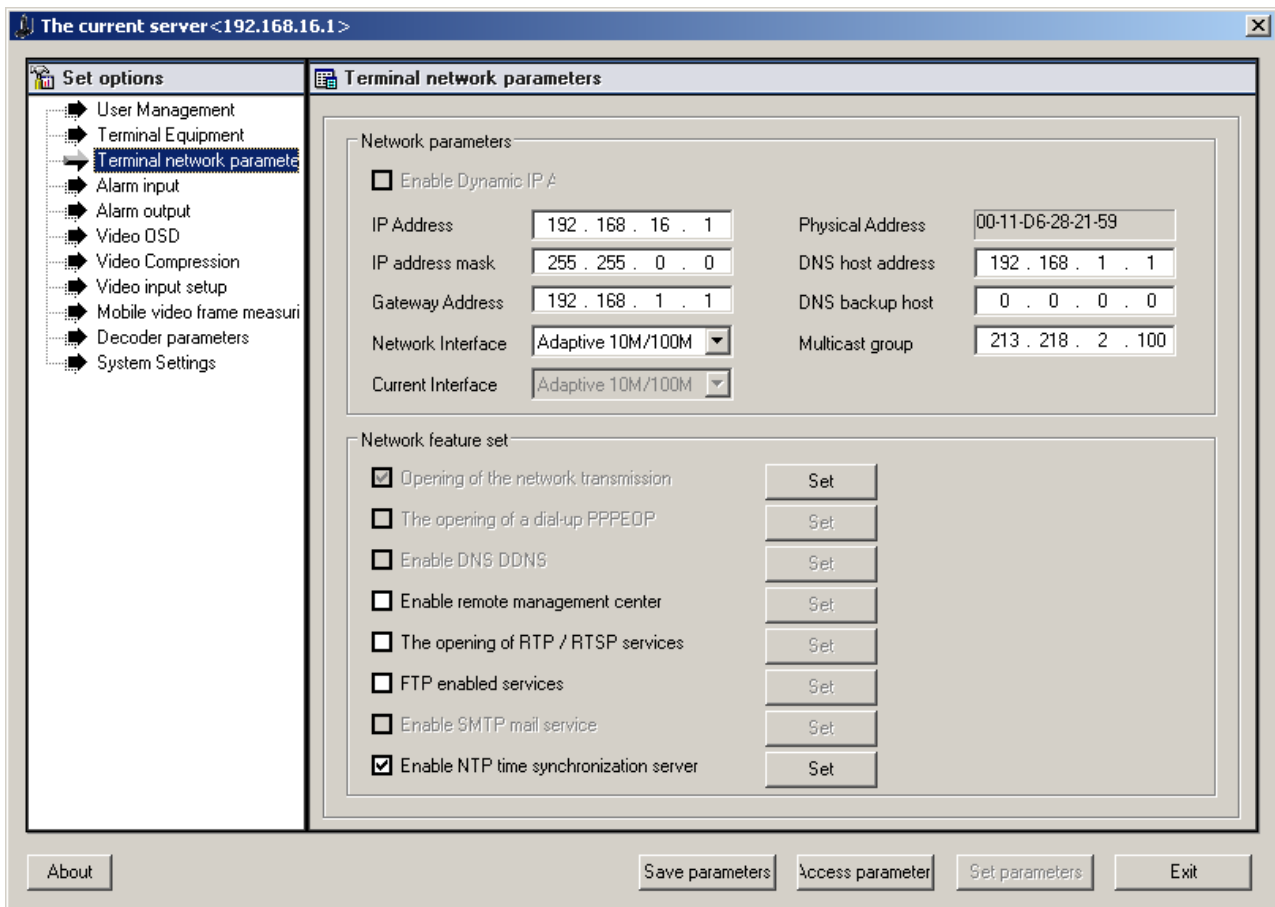 The current server<192.168.16.1>
Set options
User Management
Terminal Equipment
Terminal network paramete
Alarm input
Alarm output
Video OSD
Video Compression
Video input setup
Mobile video frame measuri
Decoder parameters
System Settings
Terminal network parameters
Network parameters
Enable Dynamic IP A
IP Address 192 . 168 . 16 . 1 Physical Address 00-11-D6-28-21-59
IP address mask 255 . 255 . 0 . 0 DNS host address 192 . 168 . 1 . 1
Gateway Address 192 . 168 . 1 . 1 DNS backup host 0 . 0 . 0 . 0
Network Interface Adaptive 10M/100M Multicast group 213 . 218 . 2 . 100
Current Interface Adaptive 10M/100M
Network feature set
Opening of the network transmission Set
The opening of a dial-up PPPEOP Set
Enable DNS DDNS Set
Enable remote management center Set
The opening of RTP / RTSP services Set
FTP enabled services Set
Enable SMTP mail service Set
Enable NTP time synchronization server Set
About Save parameters Access parameter Set parameters Exit